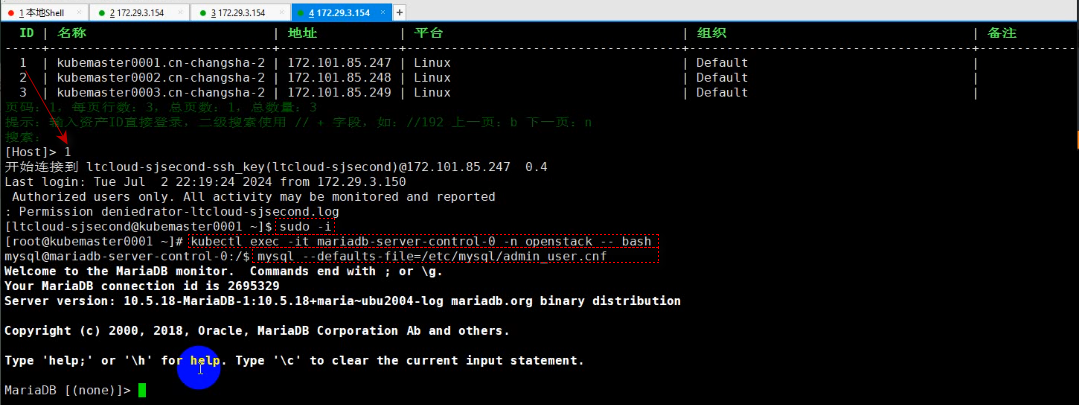 1 本地Shell × 2 172.29.3.154 × 3 172.29.3.154 × 4 172.29.3.154 × +
ID | 名称 | 地址 | 平台 | 组织 | 备注
1 | kubemaster0001.cn-changsha-2 | 172.101.85.247 | Linux | Default |
2 | kubemaster0002.cn-changsha-2 | 172.101.85.248 | Linux | Default |
3 | kubemaster0003.cn-changsha-2 | 172.101.85.249 | Linux | Default |
页码: 1, 每页行数: 3, 总页数: 1, 总数量: 3
提示: 输入资产ID直接登录, 二级搜索使用 // + 字段, 如: //192 上一页: b 下一页: n
搜索:
[Host]> 1
开始连接到 ltcloud-sjsecond-ssh_key(ltcloud-sjsecond)@172.101.85.247 0.4
Last login: Tue Jul 2 22:19:24 2024 from 172.29.3.150
Authorized users only. All activity may be monitored and reported
: Permission deniedrator-ltcloud-sjsecond.log
[ltcloud-sjsecond@kubemaster0001 ~]$ sudo -i
[root@kubemaster0001 ~]# kubectl exec -it mariadb-server-control-0 -n openstack -- bash
mysql@mariadb-server-control-0:/$ mysql --defaults-file=/etc/mysql/admin_user.cnf
Welcome to the MariaDB monitor. Commands end with ; or \g.
Your MariaDB connection id is 2695329
Server version: 10.5.18-MariaDB-1:10.5.18+maria~ubu2004-log mariadb.org binary distribution
Copyright (c) 2000, 2018, Oracle, MariaDB Corporation Ab and others.
Type 'help;' or '\h' for help. Type '\c' to clear the current input statement.
MariaDB [(none)]>